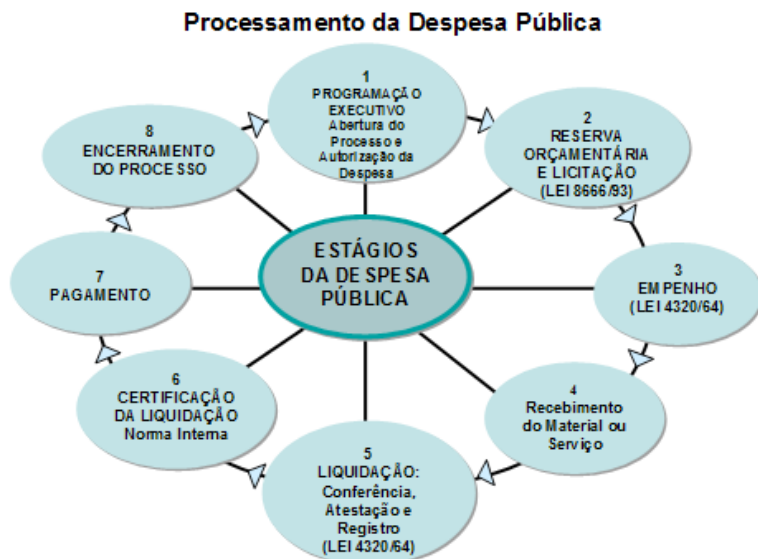 Processamento da Despesa Pública
1
PROGRAMAÇÃO
EXECUTIVO
Abertura do
Processo e
Autorização da
Despesa
2
RESERVA
ORÇAMENTÁRIA
E LICITAÇÃO
(LEI 8666/93)
3
EMPENHO
(LEI 4320/64)
4
Recebimento
do Material ou
Serviço
5
LIQUIDAÇÃO:
Conferência,
Atestação e
Registro
(LEI 4320/64)
6
CERTIFICAÇÃO
DA LIQUIDAÇÃO
Norma Interna
7
PAGAMENTO
8
ENCERRAMENTO
DO PROCESSO
ESTÁGIOS
DA DESPESA
PÚBLICA